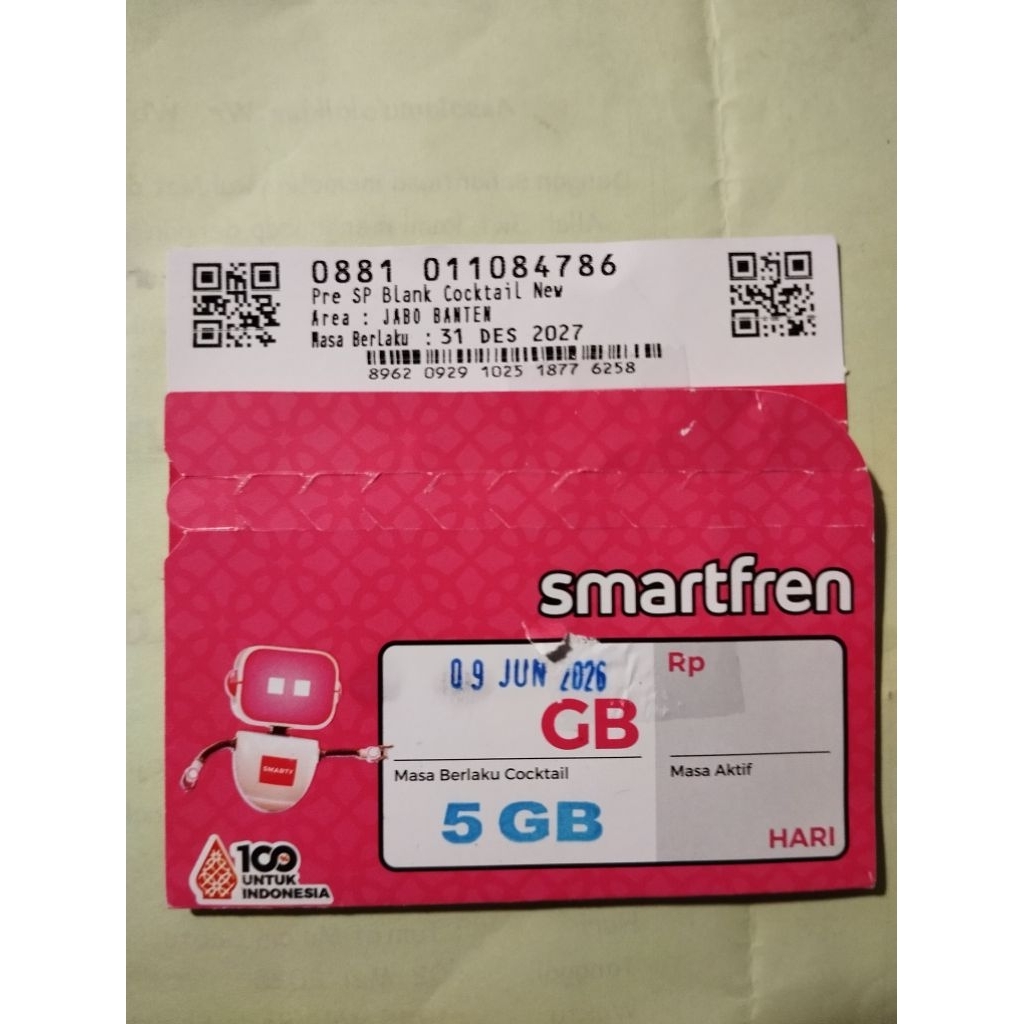 0881 011084786
Pre SP Blank Cocktail New
Area : JABO BANTEN
Masa Berlaku : 31 DES 2027
8962 0929 1025 1877 6258
smartfren
09 JUN 2026
GB
Rp
Masa Berlaku Cocktail
5 GB
Masa Aktif
HARI
SMARTY
100%
UNTUK
INDONESIA